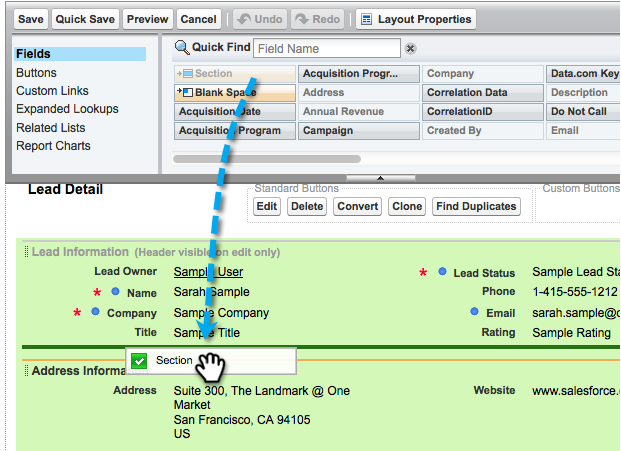 Save Quick Save Preview Cancel Undo Redo Layout Properties
Fields
Buttons
Custom Links
Expanded Lookups
Related Lists
Report Charts
Quick Find Field Name
Section Acquisition Progr... Company Data.com Key
Blank Space Address Correlation Data Description
Acquisition Date Annual Revenue CorrelationID Do Not Call
Acquisition Program Campaign Created By Email
Lead Detail
Standard Buttons
Edit Delete Convert Clone Find Duplicates
Custom Buttons
Lead Information (Header visible on edit only)
Lead Owner Sample User * Lead Status Sample Lead Sta
* Name Sarah Sample Phone 1-415-555-1212
* Company Sample Company Email sarah.sample@
Title Sample Title Rating Sample Rating
Section
Address Informa
Address Suite 300, The Landmark @ One Website www.salesforce.
Market
San Francisco, CA 94105
US